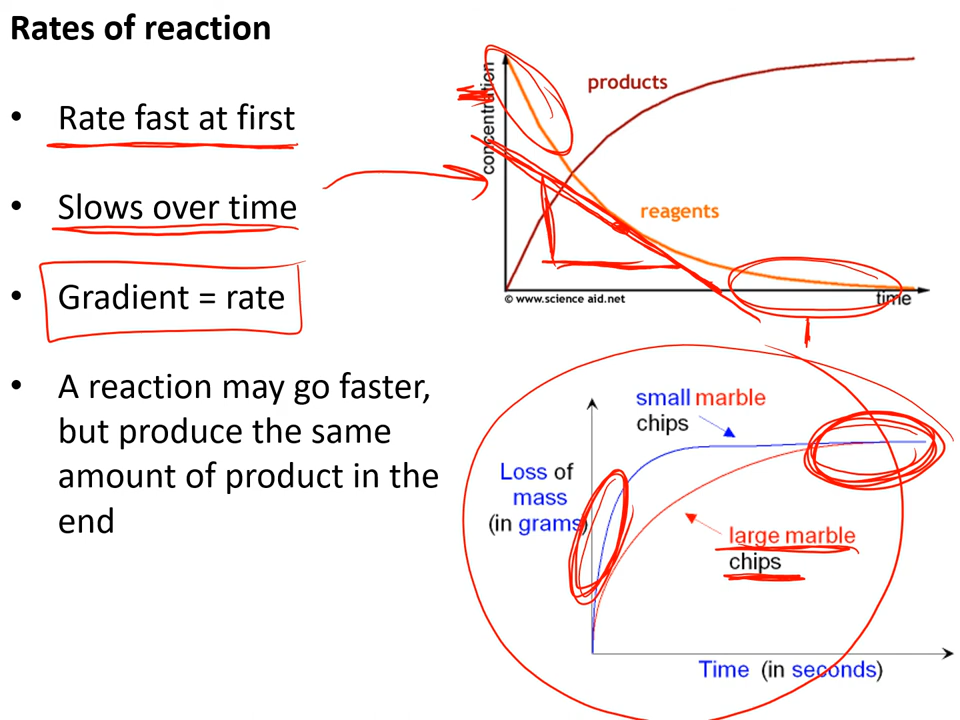 Rates of reaction
• Rate fast at first
• Slows over time
• Gradient = rate
• A reaction may go faster,
but produce the same
amount of product in the
end
concentration
products
reagents
© www.science aid.net
time
small marble
chips
Loss of
mass
(in grams)
large marble
chips
Time (in seconds)